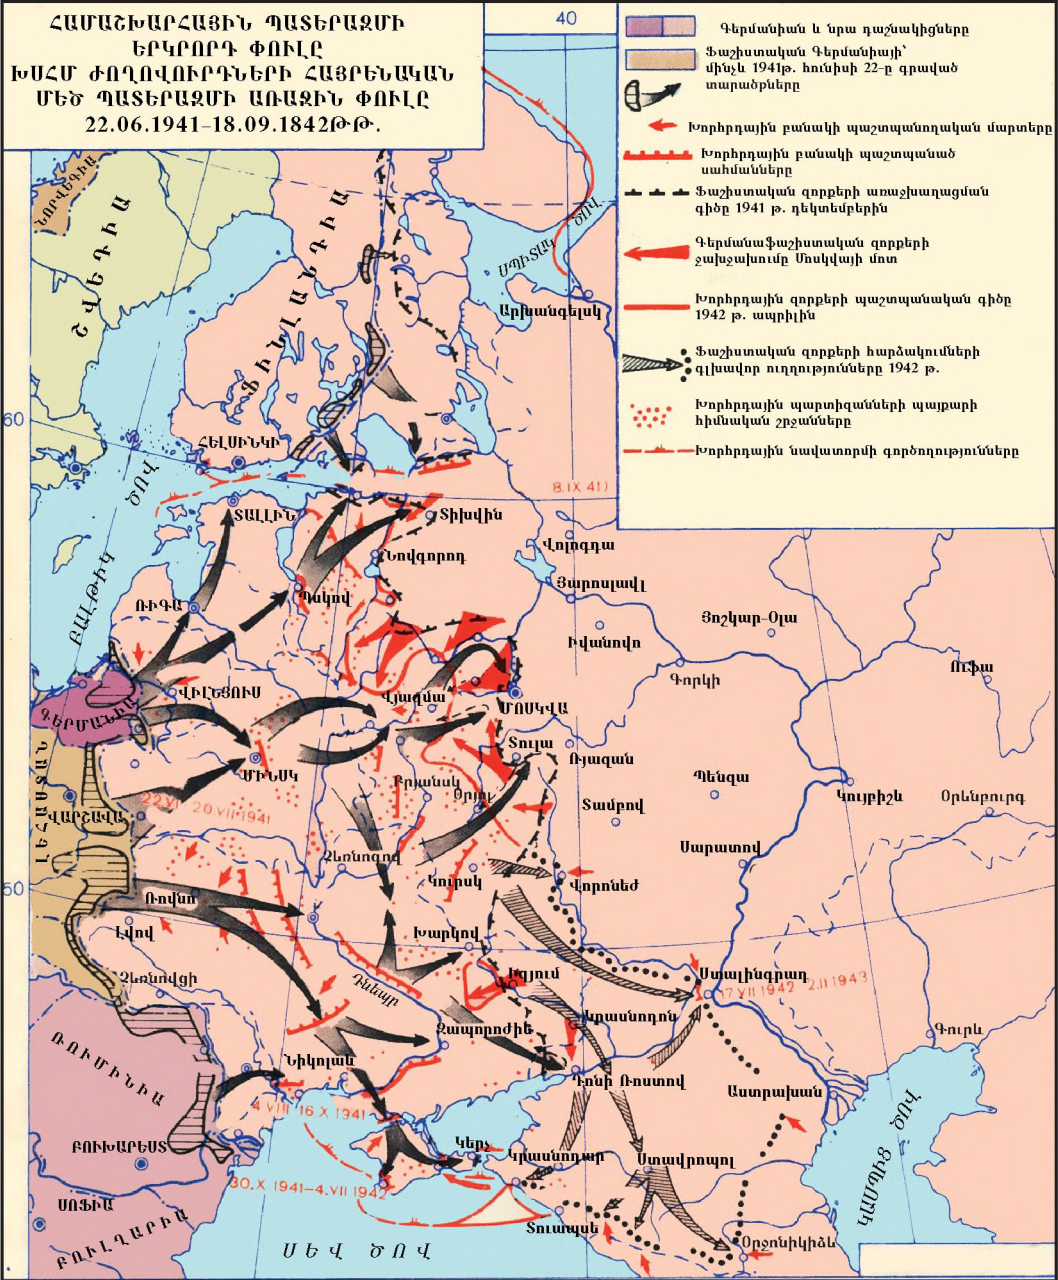 ՀԱՄԱՇԽԱՐՀԱՅԻՆ ՊԱՏԵՐԱԶՄԻ
ԵՐԿՐՈՐԴ ՓՈՒԼԸ
ԽՍՀՄ ԺՈՂՈՎՈՒՐԴՆԵՐԻ ՀԱՅՐԵՆԱԿԱՆ
ՄԵԾ ՊԱՏԵՐԱԶՄԻ ԱՌԱՋԻՆ ՓՈՒԼԸ
22.06.1941-18.09.1842ԹԹ.
40
Գերմանիան և նրա դաշնակիցները
Ֆաշիստական Գերմանիայի՝
մինչև 1941թ. հունիսի 22-ը գրաված
տարածքները
Խորհրդային բանակի պաշտպանողական մարտերը
Խորհրդային բանակի պաշտպանած
սահմանները
Ֆաշիստական զորքերի առաջխաղացման
գիծը 1941 թ. դեկտեմբերին
Գերմանաֆաշիստական զորքերի
ջախջախումը Մոսկվայի մոտ
Խորհրդային զորքերի պաշտպանական գիծը
1942 թ. ապրիլին
Ֆաշիստական զորքերի հարձակումների
գլխավոր ուղղությունները 1942 թ.
Խորհրդային պարտիզանների պայքարի
հիմնական շրջանները
Խորհրդային նավատորմի գործողությունները
ՆՈՐՎԵԳԻԱ
ՇՎԵԴԻԱ
ՖԻՆԼԱՆԴԻԱ
ՍՊԻՏԱԿ ԾՈՎ
Արխանգելսկ
60
ՀԵԼՍԻՆԿԻ
ԲԱԼԹԻԿ ԾՈՎ
8.IX 41)
ՏԱԼԼԻՆ
Տիխվին
Նովգորոդ
Վոլոգդա
Յարոսլավլ
Պսկով
ՌԻԳԱ
Իվանովո
Յոշկար-Օլա
Ուֆա
Գորկի
ՎԻԼՆՅՈՒՍ
Վյազմա
ՄՈՍԿՎԱ
ԳԵՐՄԱՆԻԱ
Տուլա
Ռյազան
ՄԻՆՍԿ
Բրյանսկ
Օրյոլ
Պենզա
Կույբիշև
Օրենբուրգ
Տամբով
22.VI 20 VII 1941
ՎԱՐՇԱՎԱ
Չեռնոգով
Սարատով
50
Կուրսկ
Վորոնեժ
Ռովնո
Լվով
Խարկով
Չեռնովցի
Դնեպր
Իզյում
Ստալինգրադ
17 VII 1942 2.II 1943
Կրասնոդոն
Զապորոժիե
Գուրև
ՌՈՒՄԻՆԻԱ
Նիկոլաև
Դոնի Ռոստով
Աստրախան
4 VIII 16 X 1941
ԲՈՒԽԱՐԵՍՏ
Կերչ
Կրասնոդար
Ստավրոպոլ
ԿԱՍՊԻՑ ԾՈՎ
30.X 1941-4.VII 1942
ՍՈՖԻԱ
ԲՈՒԼՂԱՐԻԱ
Տուապսե
Օրջոնիկիձև
ՍԵՎ ԾՈՎ